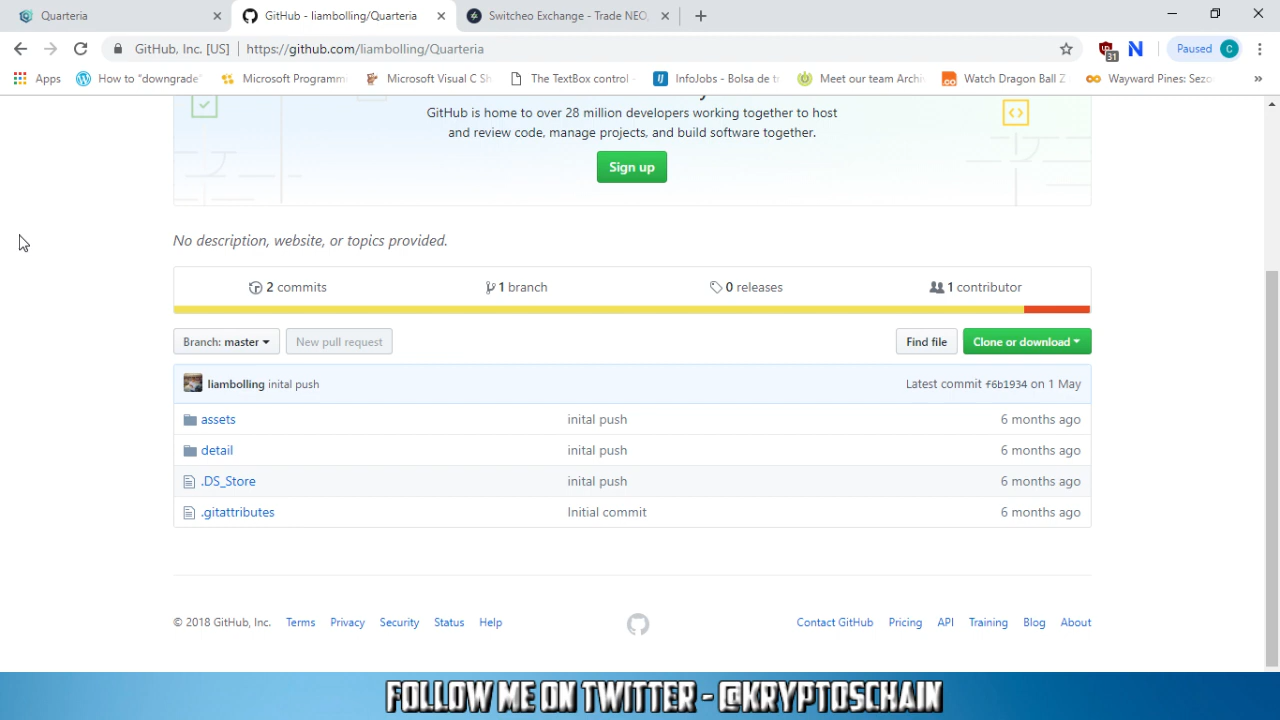 Quarteria
GitHub - liambolling/Quarteria
Switcheo Exchange - Trade NEO,
GitHub, Inc. [US]
https://github.com/liambolling/Quarteria
31
N
Paused
C
Apps
How to "downgrade"
Microsoft Programm
Microsoft Visual C Sh
The TextBox control -
InfoJobs - Bolsa de t
Meet our team Archi
Watch Dragon Ball Z
Wayward Pines: Sezo
GitHub is home to over 28 million developers working together to host
and review code, manage projects, and build software together.
Sign up
No description, website, or topics provided.
2 commits
1 branch
0 releases
1 contributor
Branch: master
New pull request
Find file
Clone or download
liambolling inital push
Latest commit f6b1934 on 1 May
assets
inital push
6 months ago
detail
inital push
6 months ago
.DS_Store
inital push
6 months ago
.gitattributes
Initial commit
6 months ago
© 2018 GitHub, Inc.
Terms
Privacy
Security
Status
Help
Contact GitHub
Pricing
API
Training
Blog
About
FOLLOW ME ON TWITTER - @KRYPTOSCHAIN